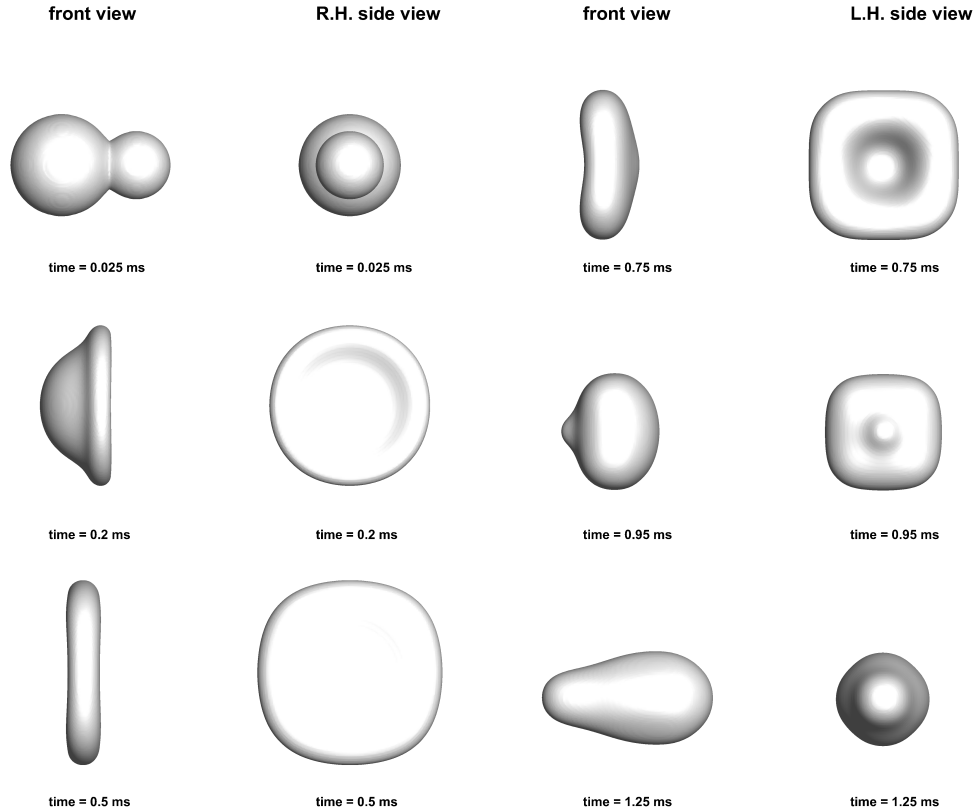 front view R.H. side view front view L.H. side view
time = 0.025 ms time = 0.025 ms time = 0.75 ms time = 0.75 ms
time = 0.2 ms time = 0.2 ms time = 0.95 ms time = 0.95 ms
time = 0.5 ms time = 0.5 ms time = 1.25 ms time = 1.25 ms